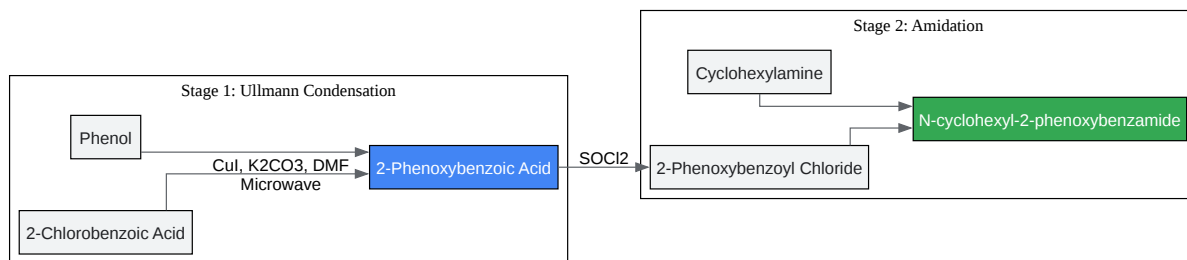 Stage 1: Ullmann Condensation
Phenol
2-Chlorobenzoic Acid
CuI, K2CO3, DMF
Microwave
2-Phenoxybenzoic Acid
SOCl2
Stage 2: Amidation
Cyclohexylamine
2-Phenoxybenzoyl Chloride
N-cyclohexyl-2-phenoxybenzamide